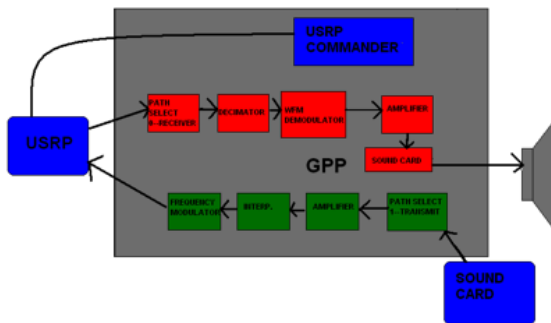 USRP
COMMANDER
PATH
SELECT
0--RECEIVER
DECIMATOR
WFM
DEMODULATOR
AMPLIFIER
SOUND CARD
USRP
GPP
FREQUENCY
MODULATOR
INTERP.
AMPLIFIER
PATH SELECT
1--TRANSMIT
SOUND
CARD